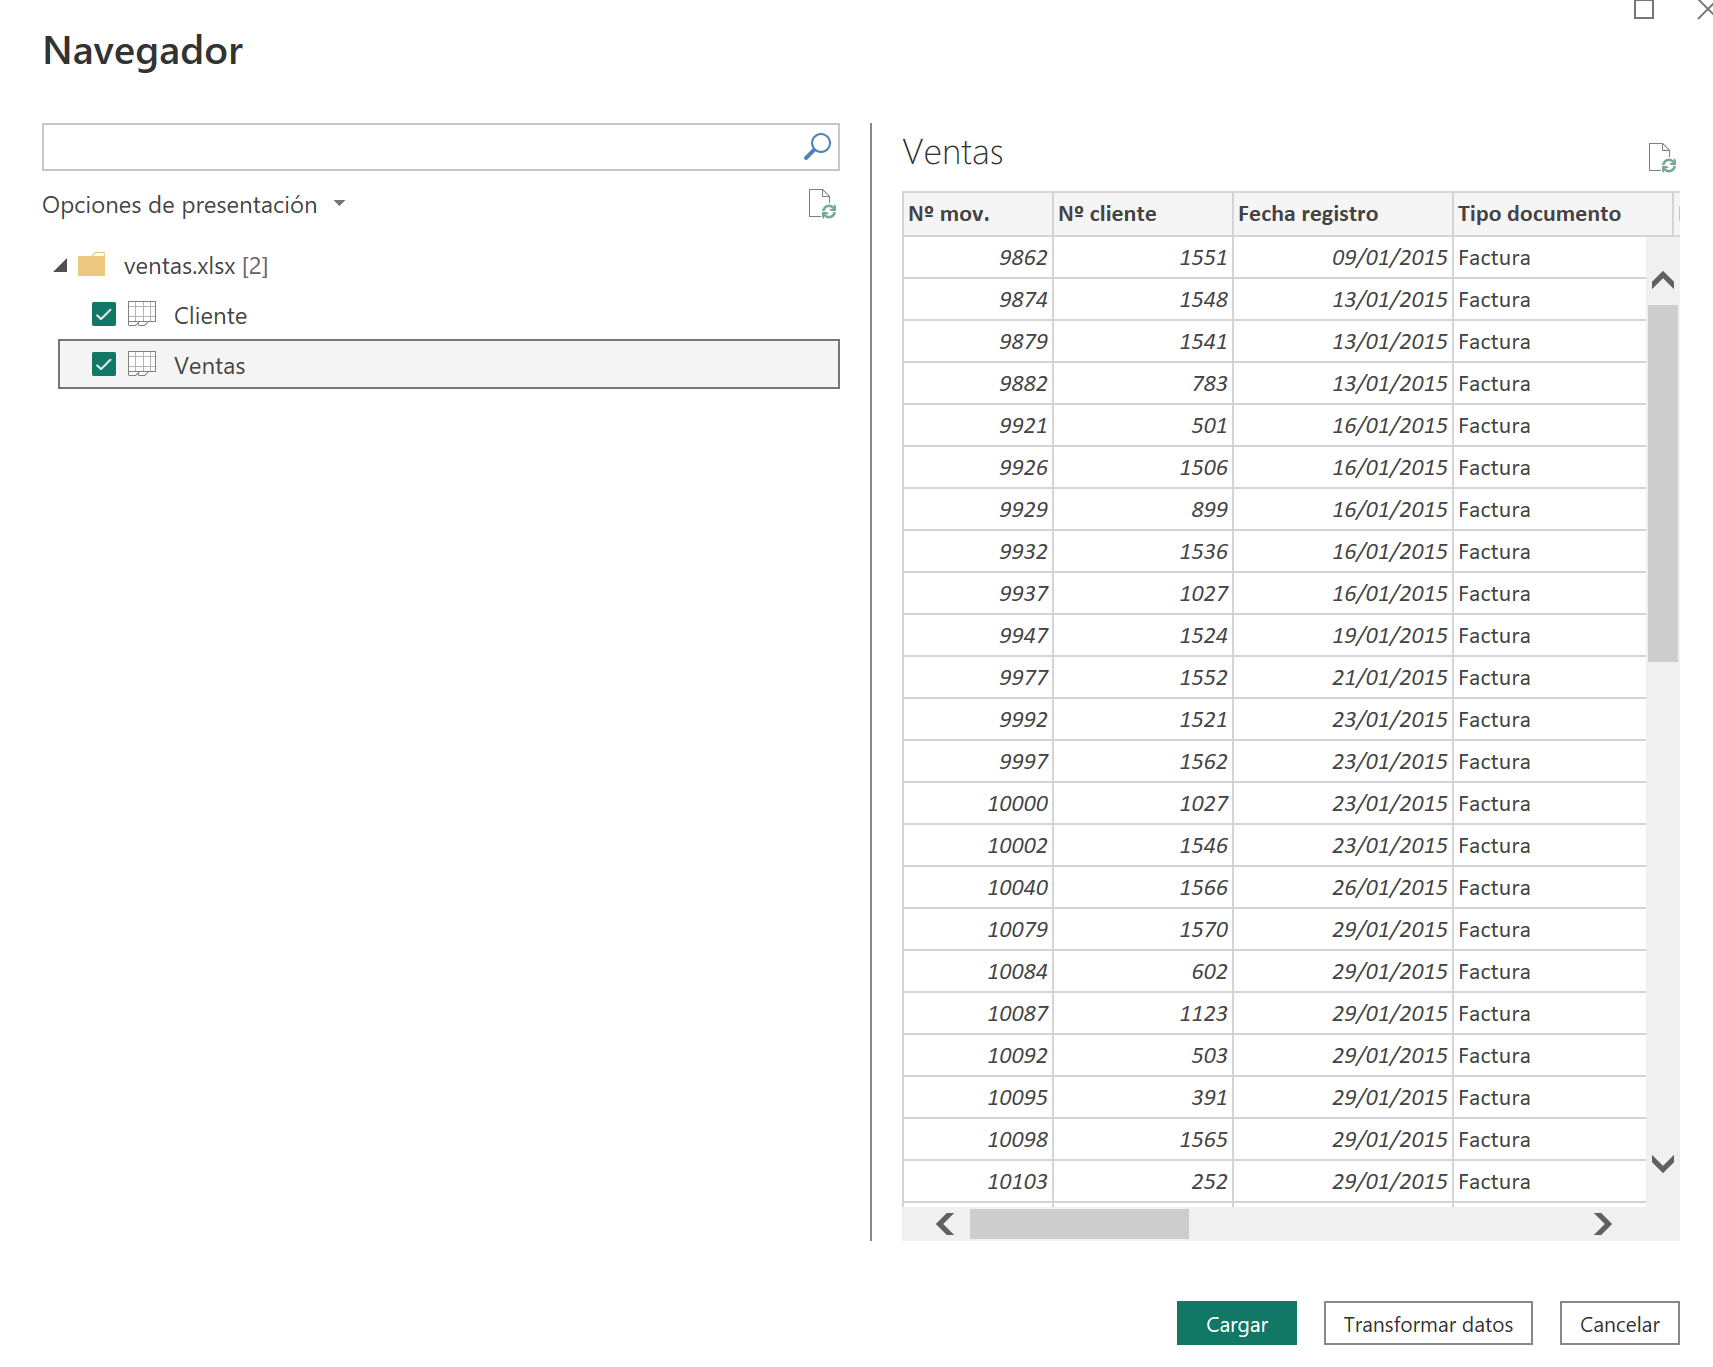 Navegador
Opciones de presentación
ventas.xlsx [2]
Cliente
Ventas
Ventas
Nº mov. Nº cliente Fecha registro Tipo documento
9862 1551 09/01/2015 Factura
9874 1548 13/01/2015 Factura
9879 1541 13/01/2015 Factura
9882 783 13/01/2015 Factura
9921 501 16/01/2015 Factura
9926 1506 16/01/2015 Factura
9929 899 16/01/2015 Factura
9932 1536 16/01/2015 Factura
9937 1027 16/01/2015 Factura
9947 1524 19/01/2015 Factura
9977 1552 21/01/2015 Factura
9992 1521 23/01/2015 Factura
9997 1562 23/01/2015 Factura
10000 1027 23/01/2015 Factura
10002 1546 23/01/2015 Factura
10040 1566 26/01/2015 Factura
10079 1570 29/01/2015 Factura
10084 602 29/01/2015 Factura
10087 1123 29/01/2015 Factura
10092 503 29/01/2015 Factura
10095 391 29/01/2015 Factura
10098 1565 29/01/2015 Factura
10103 252 29/01/2015 Factura
Cargar Transformar datos Cancelar